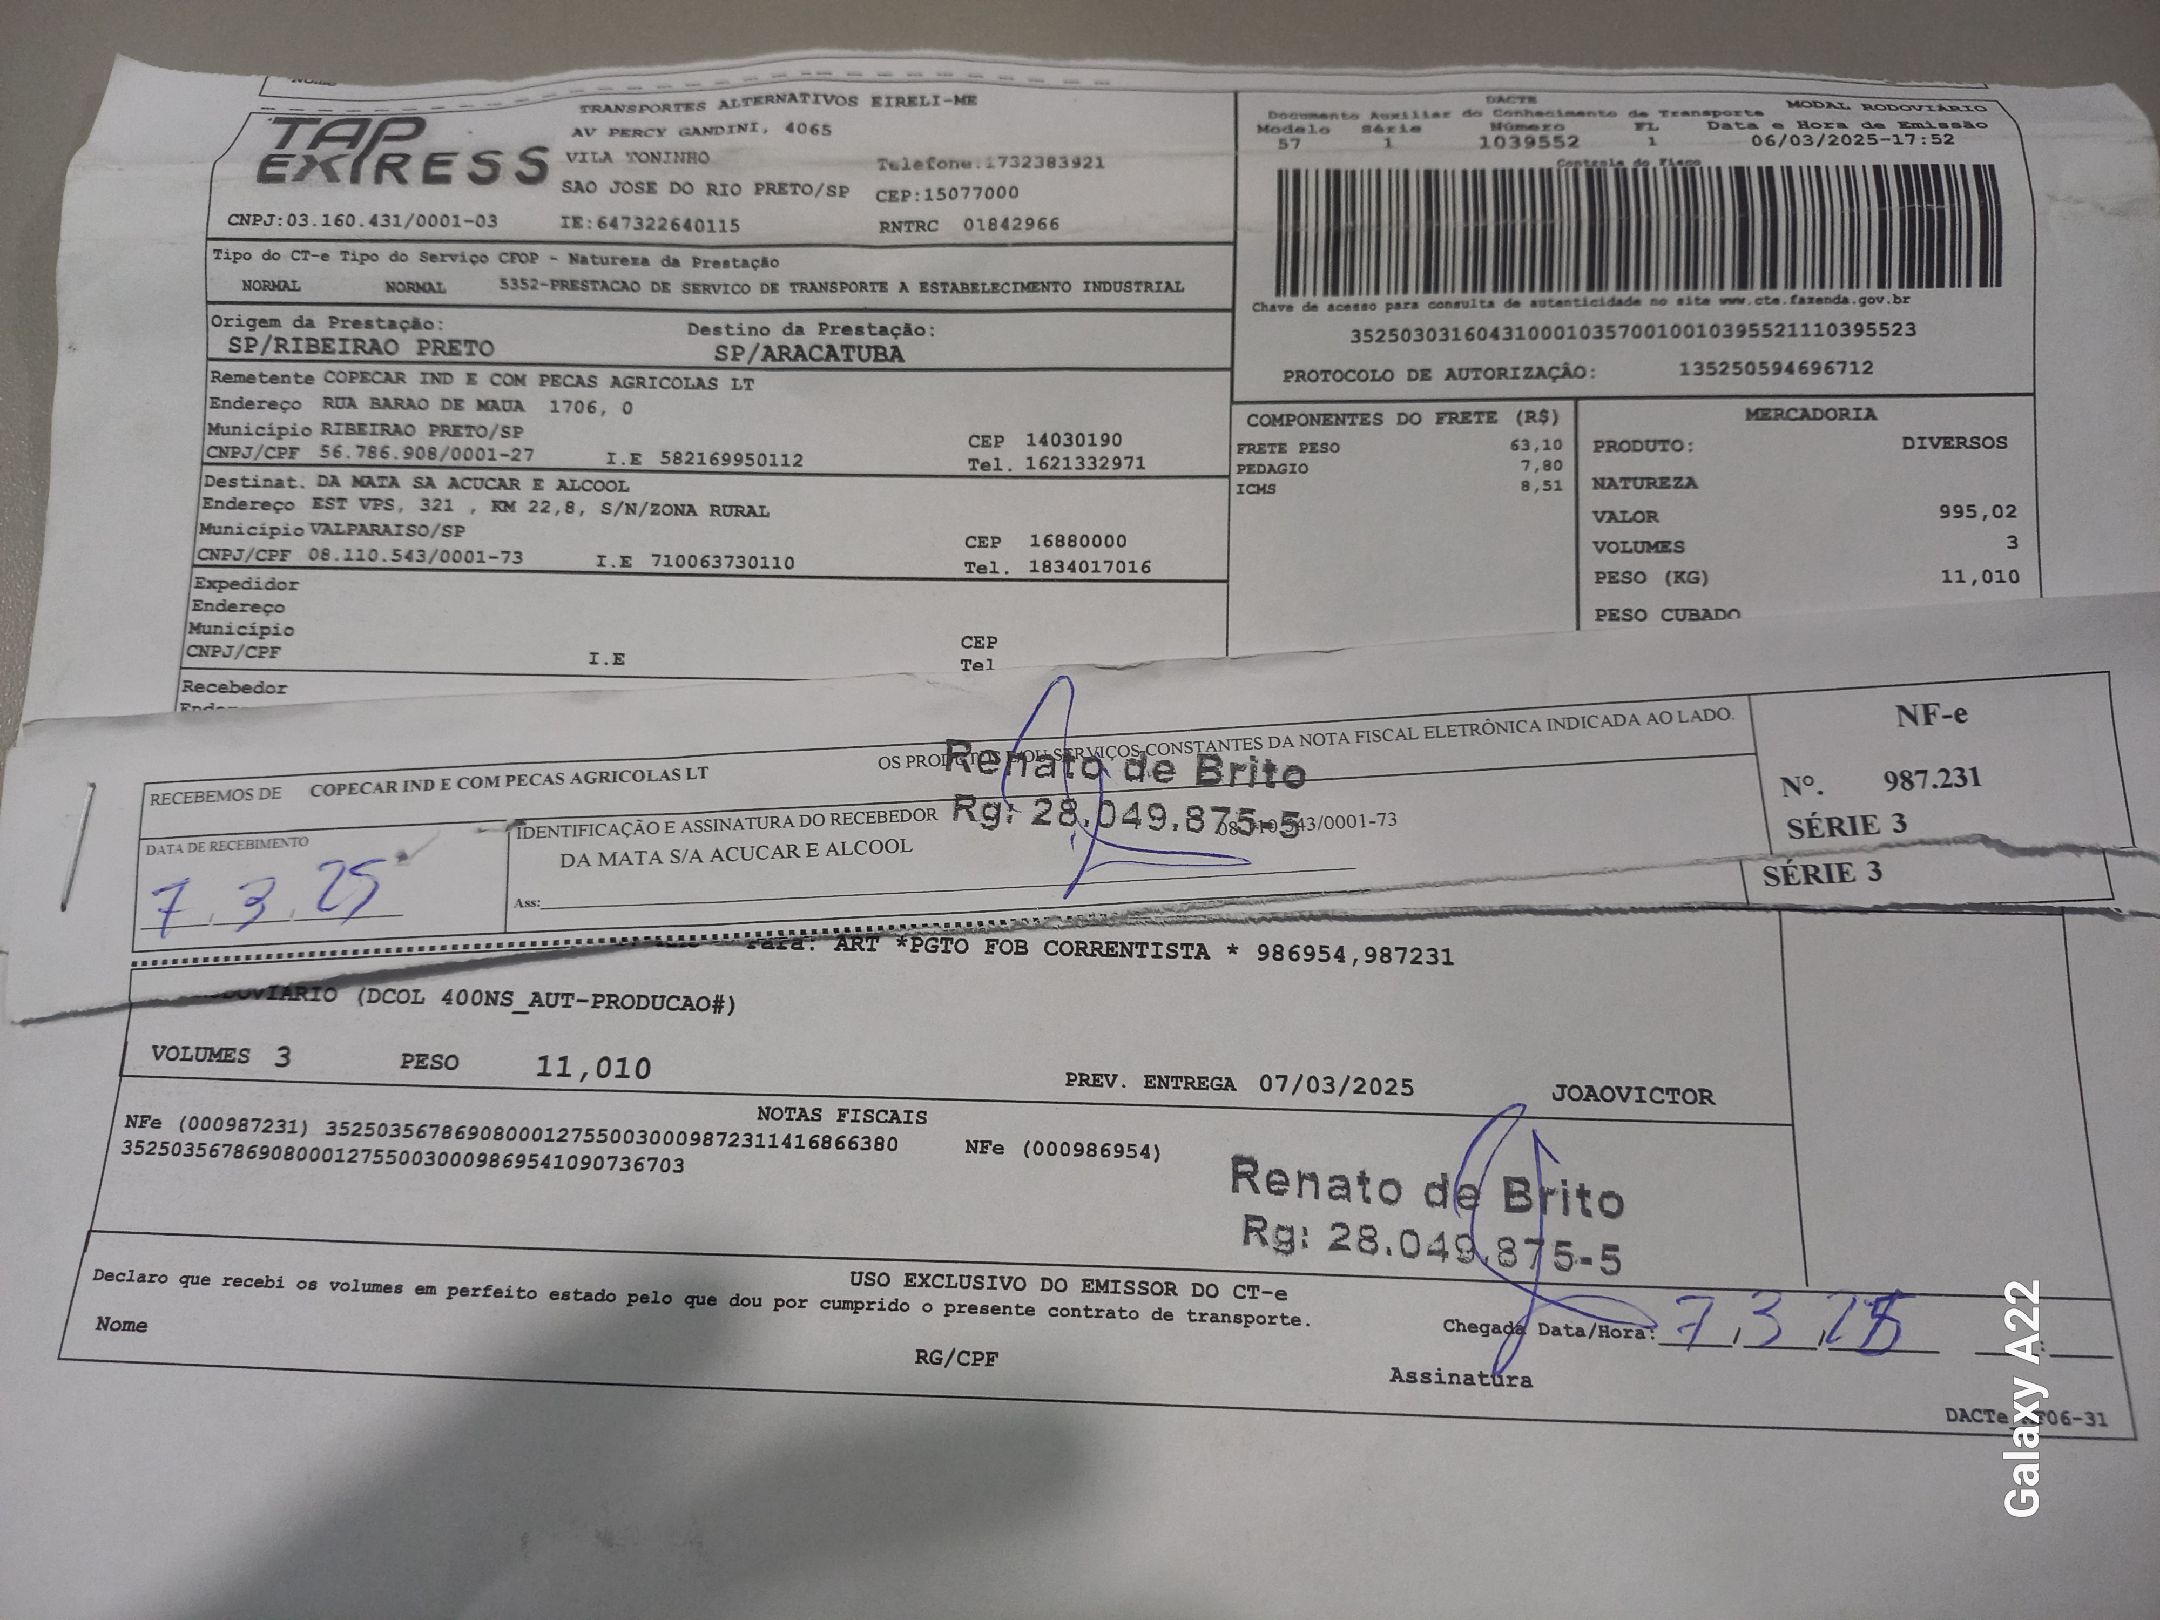 TAP EXPRESS
TRANSPORTES ALTERNATIVOS EIRELI-ME
AV PERCY GANDINI, 4065
VILA TONINHO
Telefone.1732383921
SAO JOSE DO RIO PRETO/SP CEP:15077000
CNPJ:03.160.431/0001-03 IE:647322640115 RNTRC 01842966
DACTE
Documento Auxiliar do Conhecimento de Transporte
MODAL RODOVIÁRIO
Modelo Série Número FL Data e Hora de Emissão
57 1 1039552 1 06/03/2025-17:52
Controle do Fisco
Chave de acesso para consulta de autenticidade no site www.cte.fazenda.gov.br
35250303160431000103570010010395521110395523
PROTOCOLO DE AUTORIZAÇÃO: 135250594696712
Tipo do CT-e Tipo do Serviço CFOP - Natureza da Prestação
NORMAL NORMAL 5352-PRESTACAO DE SERVICO DE TRANSPORTE A ESTABELECIMENTO INDUSTRIAL
Origem da Prestação: Destino da Prestação:
SP/RIBEIRAO PRETO SP/ARACATUBA
Remetente COPECAR IND E COM PECAS AGRICOLAS LT
Endereço RUA BARAO DE MAUA 1706, 0
Município RIBEIRAO PRETO/SP CEP 14030190
CNPJ/CPF 56.786.908/0001-27 I.E 582169950112 Tel. 1621332971
Destinat. DA MATA SA ACUCAR E ALCOOL
Endereço EST VPS, 321 , KM 22,8, S/N/ZONA RURAL
Município VALPARAISO/SP CEP 16880000
CNPJ/CPF 08.110.543/0001-73 I.E 710063730110 Tel. 1834017016
Expedidor
Endereço
Município CEP
CNPJ/CPF I.E Tel
Recebedor
COMPONENTES DO FRETE (R$)
FRETE PESO 63,10
PEDAGIO 7,80
ICMS 8,51
MERCADORIA
PRODUTO: DIVERSOS
NATUREZA
VALOR 995,02
VOLUMES 3
PESO (KG) 11,010
PESO CUBADO
RECEBEMOS DE COPECAR IND E COM PECAS AGRICOLAS LT OS PRODUTOS E/OU SERVIÇOS CONSTANTES DA NOTA FISCAL ELETRÔNICA INDICADA AO LADO.
Renato de Brito
Rg: 28.049.875-5
DATA DE RECEBIMENTO
7.3.25
IDENTIFICAÇÃO E ASSINATURA DO RECEBEDOR
DA MATA S/A ACUCAR E ALCOOL 08.110.543/0001-73
Ass:
NF-e
Nº. 987.231
SÉRIE 3
SÉRIE 3
ART *PGTO FOB CORRENTISTA * 986954,987231
(DCOL 400NS_AUT-PRODUCAO#)
VOLUMES 3 PESO 11,010
PREV. ENTREGA 07/03/2025 JOAOVICTOR
NOTAS FISCAIS
NFe (000987231) 35250356786908000127550030009872311416866380 NFe (000986954)
35250356786908000127550030009869541090736703
Renato de Brito
Rg: 28.049.875-5
USO EXCLUSIVO DO EMISSOR DO CT-e
Declaro que recebi os volumes em perfeito estado pelo que dou por cumprido o presente contrato de transporte.
Nome RG/CPF
Chegada Data/Hora: 7,3,25
Assinatura
Galaxy A22